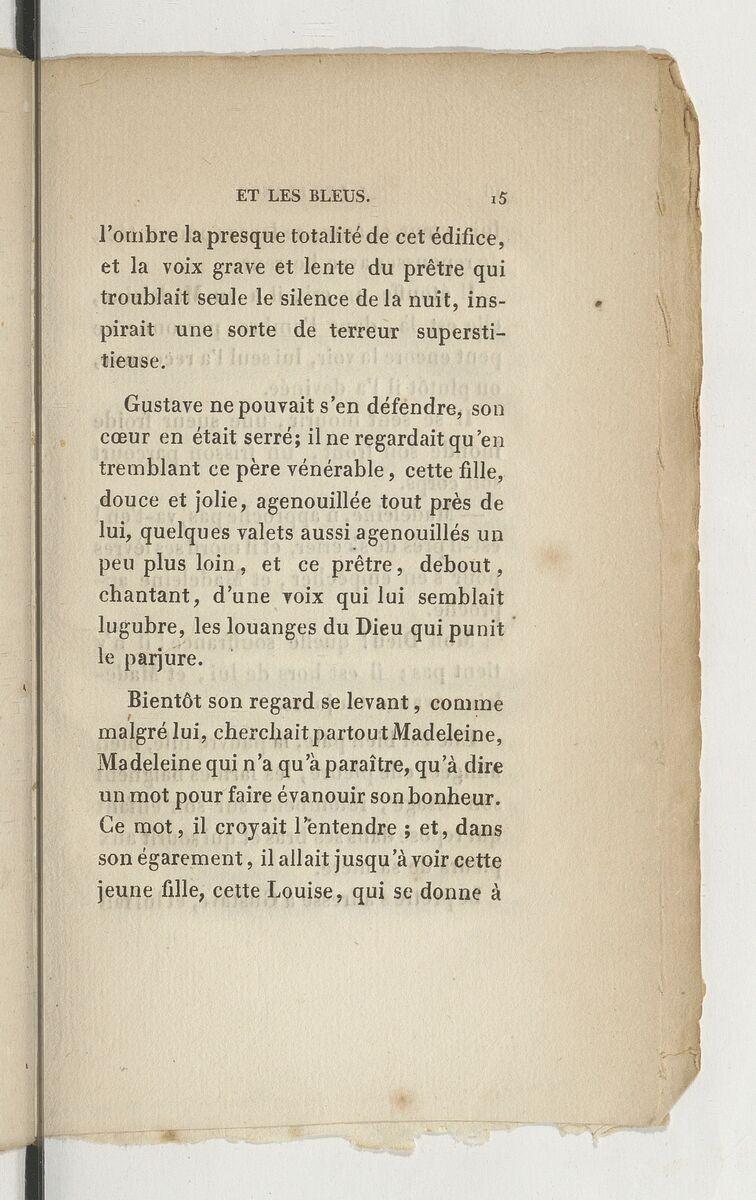 ET LES BLEUS. 15
l'ombre la presque totalité de cet édifice,
et la voix grave et lente du prêtre qui
troublait seule le silence de la nuit, ins-
pirait une sorte de terreur supersti-
tieuse.
Gustave ne pouvait s'en défendre, son
cœur en était serré; il ne regardait qu'en
tremblant ce père vénérable, cette fille,
douce et jolie, agenouillée tout près de
lui, quelques valets aussi agenouillés un
peu plus loin, et ce prêtre, debout,
chantant, d'une voix qui lui semblait
lugubre, les louanges du Dieu qui punit
le parjure.
Bientôt son regard se levant, comme
malgré lui, cherchait partout Madeleine,
Madeleine qui n'a qu'à paraître, qu'à dire
un mot pour faire évanouir son bonheur.
Ce mot, il croyait l'entendre; et, dans
son égarement, il allait jusqu'à voir cette
jeune fille, cette Louise, qui se donne à